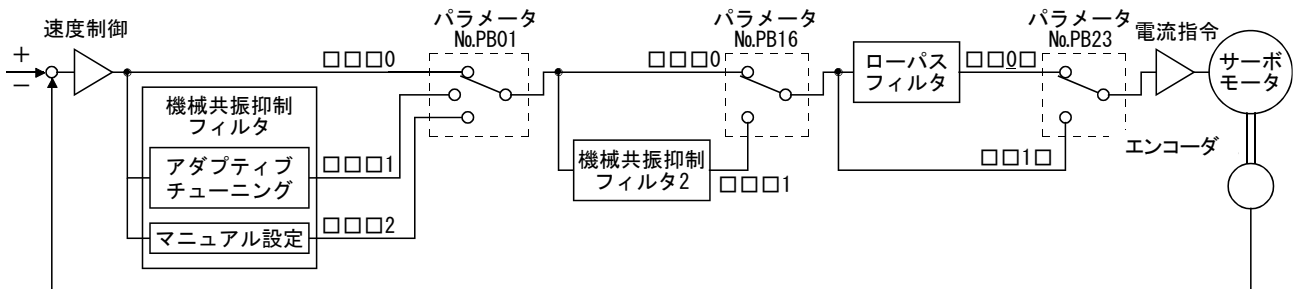 速度制御
+
−
□□□0
機械共振抑制
フィルタ
アダプティブ
チューニング
□□□1
マニュアル設定
□□□2
パラメータ
No.PB01
□□□0
機械共振抑制
フィルタ2
□□□1
パラメータ
No.PB16
ローパス
フィルタ
□□0□
□□1□
パラメータ
No.PB23
電流指令
サーボ
モータ
エンコーダ